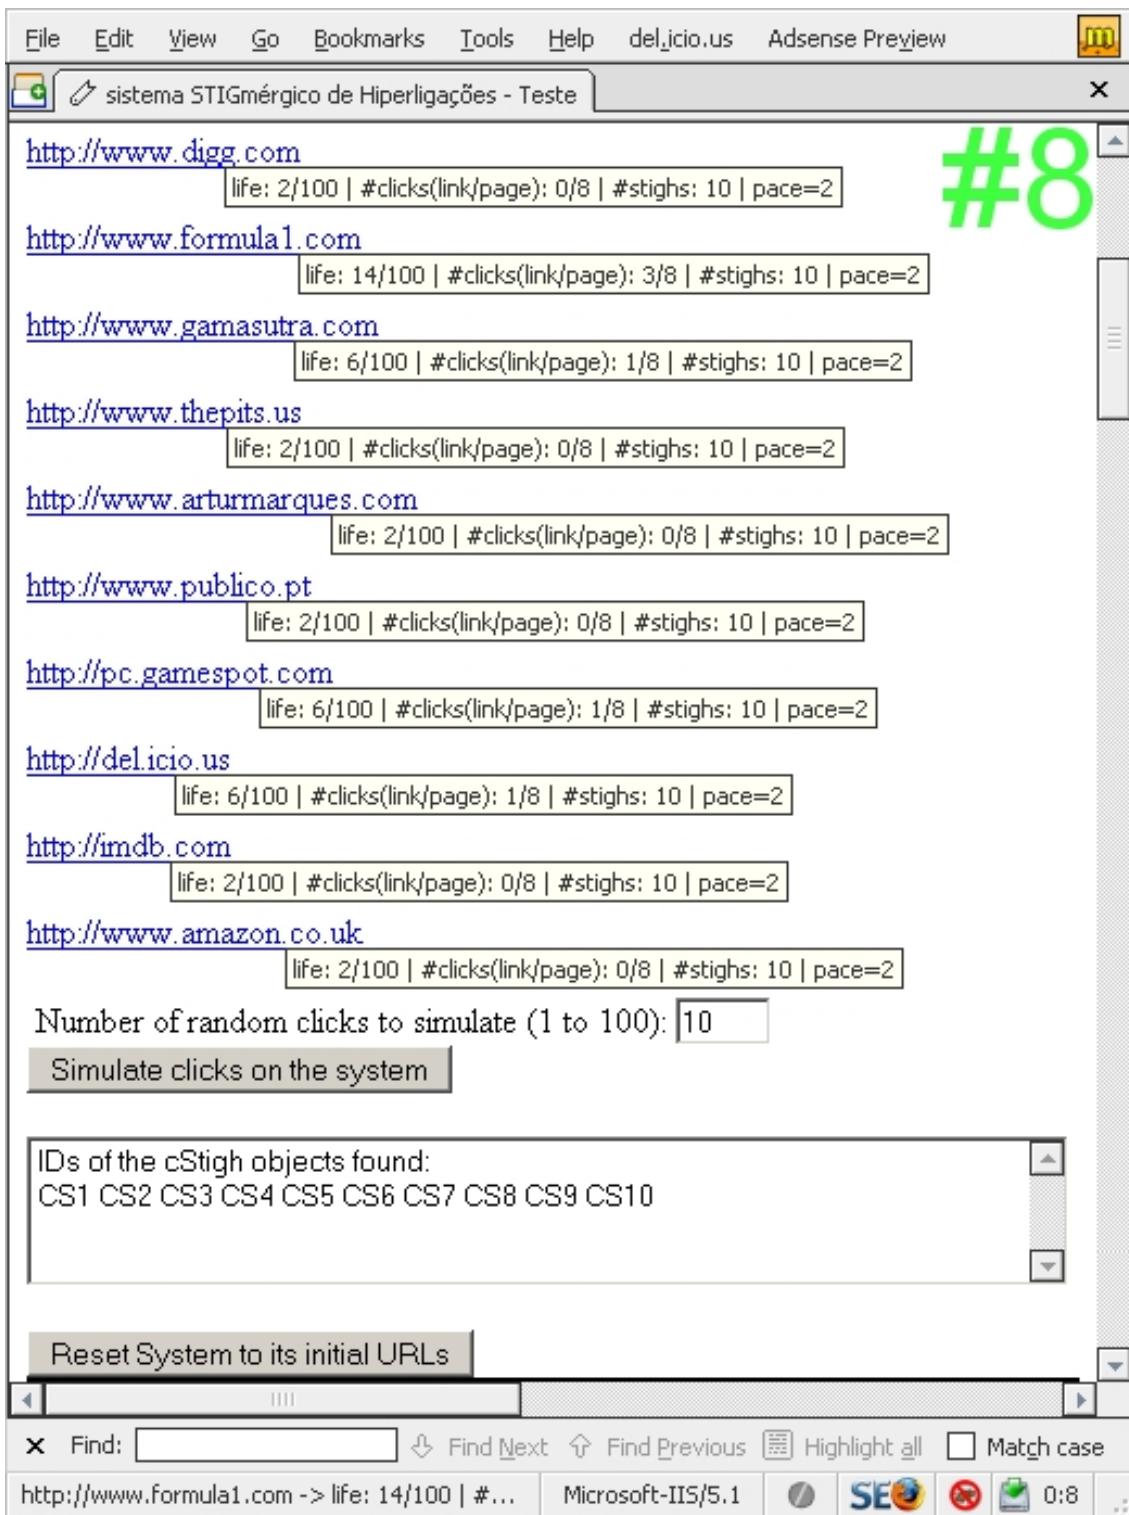 File Edit View Go Bookmarks Tools Help del.icio.us Adsense Preview m
sistema STIGmérgico de Hiperligações - Teste
#8
http://www.digg.com
life: 2/100 | #clicks(link/page): 0/8 | #stighs: 10 | pace=2
http://www.formula1.com
life: 14/100 | #clicks(link/page): 3/8 | #stighs: 10 | pace=2
http://www.gamasutra.com
life: 6/100 | #clicks(link/page): 1/8 | #stighs: 10 | pace=2
http://www.thepits.us
life: 2/100 | #clicks(link/page): 0/8 | #stighs: 10 | pace=2
http://www.arturmarques.com
life: 2/100 | #clicks(link/page): 0/8 | #stighs: 10 | pace=2
http://www.publico.pt
life: 2/100 | #clicks(link/page): 0/8 | #stighs: 10 | pace=2
http://pc.gamespot.com
life: 6/100 | #clicks(link/page): 1/8 | #stighs: 10 | pace=2
http://del.icio.us
life: 6/100 | #clicks(link/page): 1/8 | #stighs: 10 | pace=2
http://imdb.com
life: 2/100 | #clicks(link/page): 0/8 | #stighs: 10 | pace=2
http://www.amazon.co.uk
life: 2/100 | #clicks(link/page): 0/8 | #stighs: 10 | pace=2
Number of random clicks to simulate (1 to 100): 10
Simulate clicks on the system
IDs of the cStigh objects found:
CS1 CS2 CS3 CS4 CS5 CS6 CS7 CS8 CS9 CS10
Reset System to its initial URLs
Find: Find Next Find Previous Highlight all Match case
http://www.formula1.com -> life: 14/100 | #... Microsoft-IIS/5.1 SEO 0:8